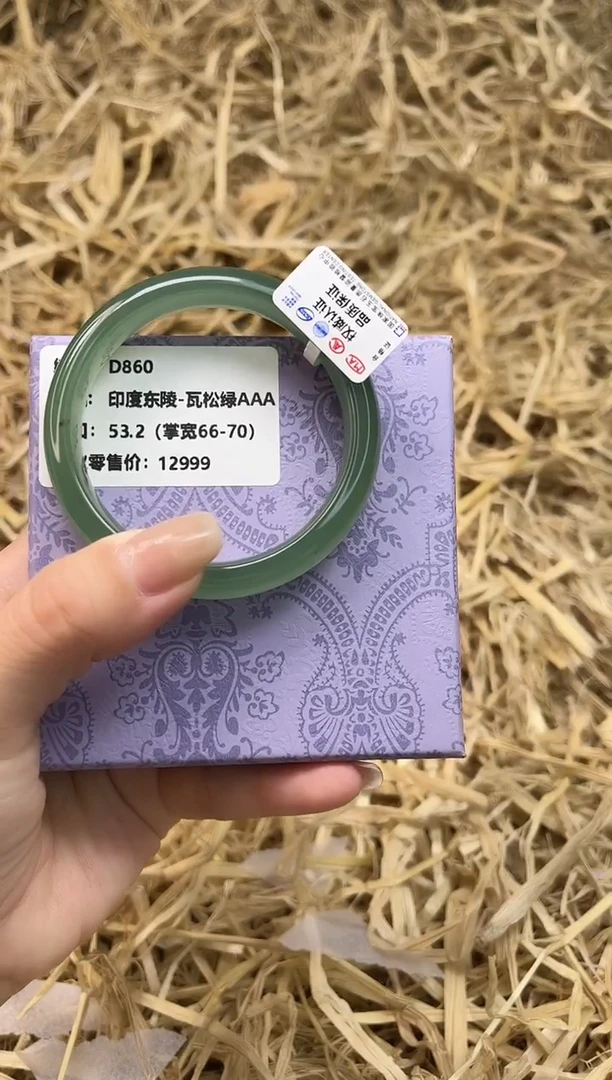 D860
印度东陵-瓦松绿AAA
53.2（掌宽66-70）
零售价：12999
权威认证
品质保证